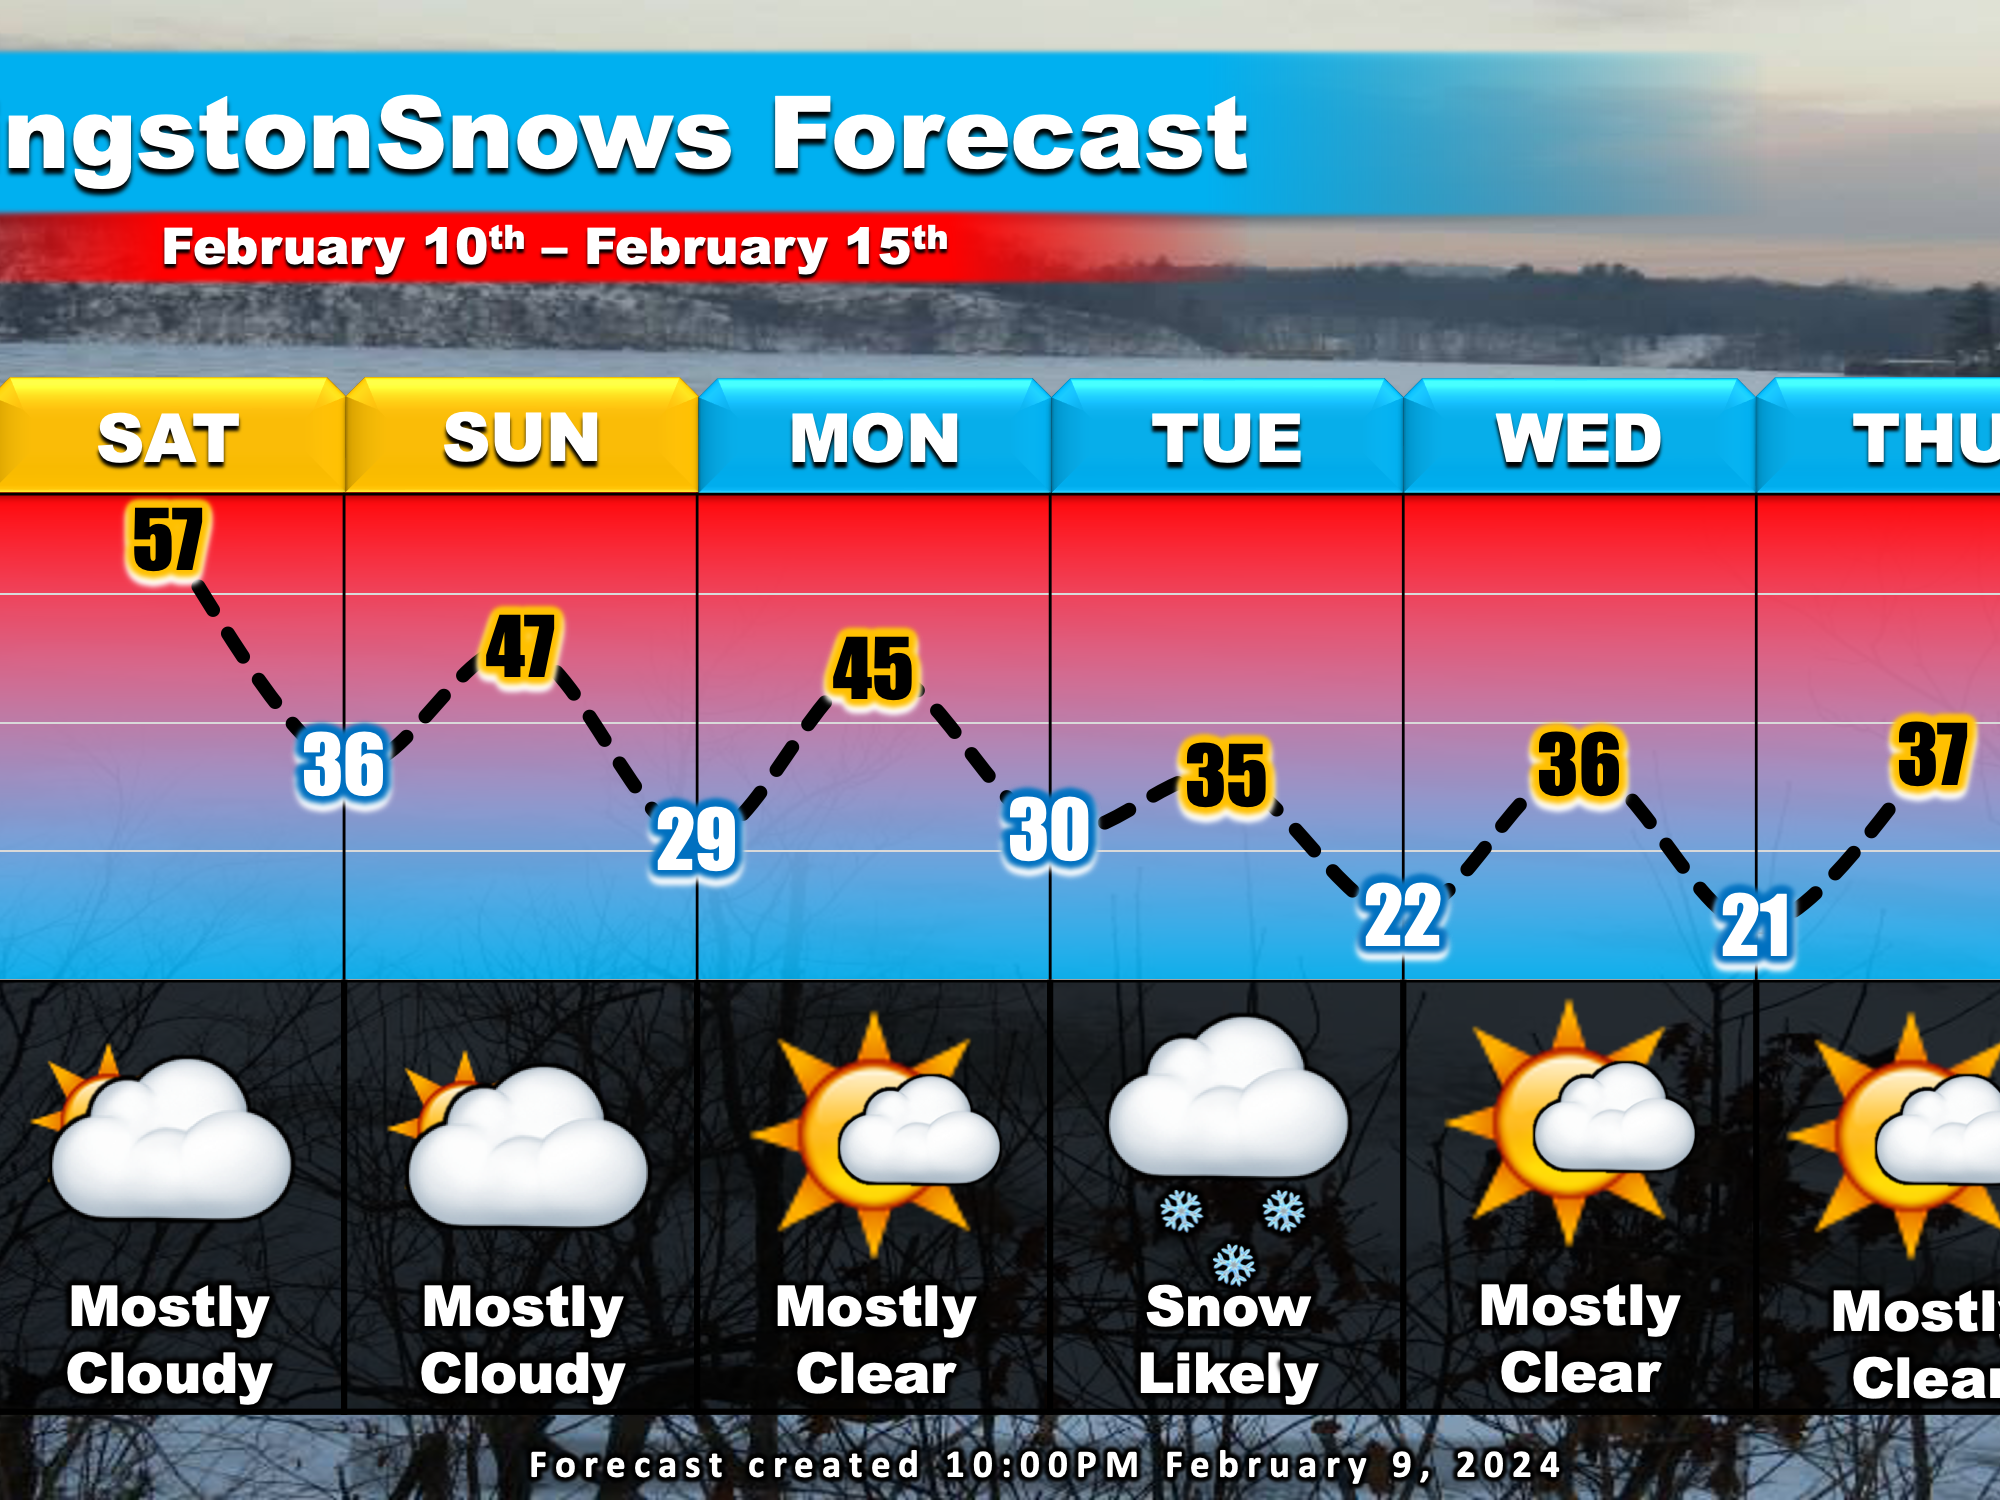 ngstonSnows Forecast
February 10th – February 15th
SAT SUN MON TUE WED THU
57
47
45
35
36
37
36
29
30
22
21
Mostly Cloudy
Mostly Cloudy
Mostly Clear
Snow Likely
Mostly Clear
Mostly Clear
Forecast created 10:00PM February 9, 2024